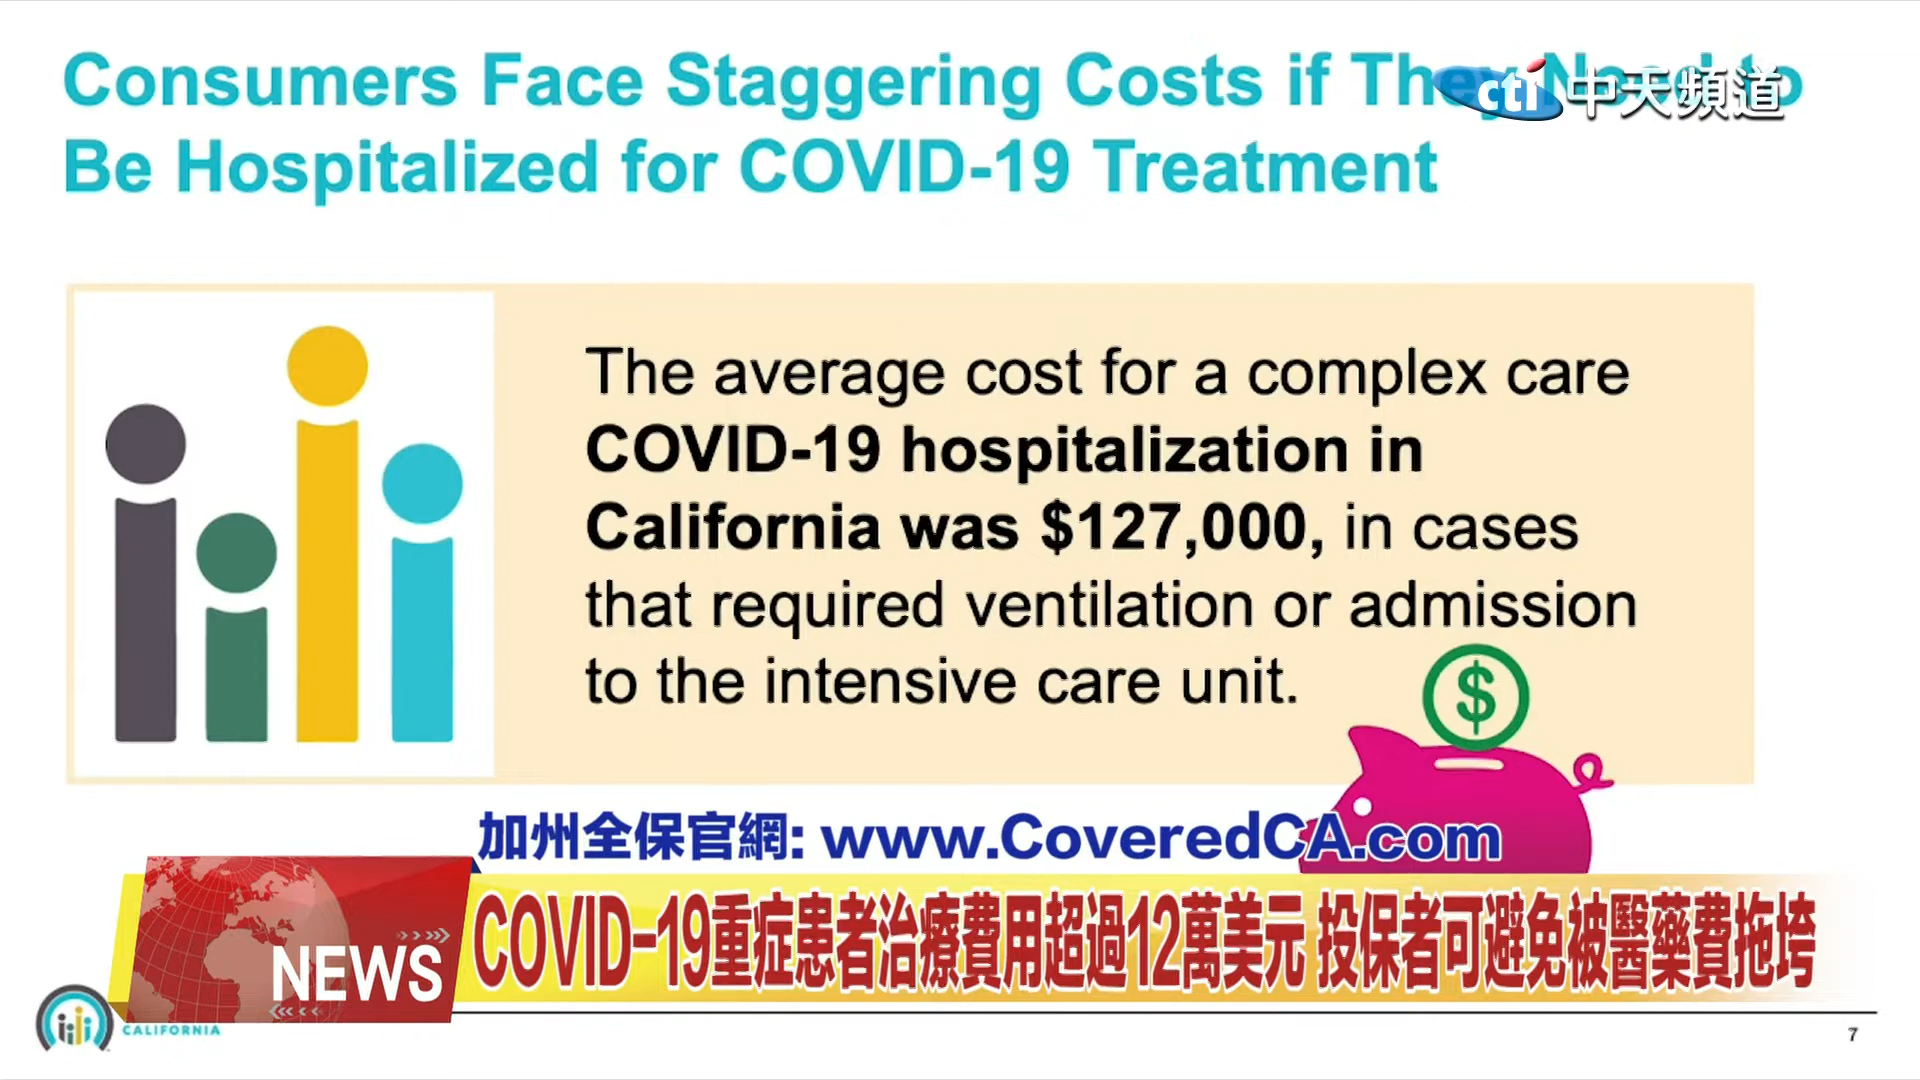 Consumers Face Staggering Costs if They Need to
Be Hospitalized for COVID-19 Treatment
cti 中天頻道
The average cost for a complex care
COVID-19 hospitalization in
California was $127,000, in cases
that required ventilation or admission
to the intensive care unit.
$
加州全保官網: www.CoveredCA.com
NEWS
COVID-19重症患者治療費用超過12萬美元 投保者可避免被醫藥費拖垮
CALIFORNIA
7